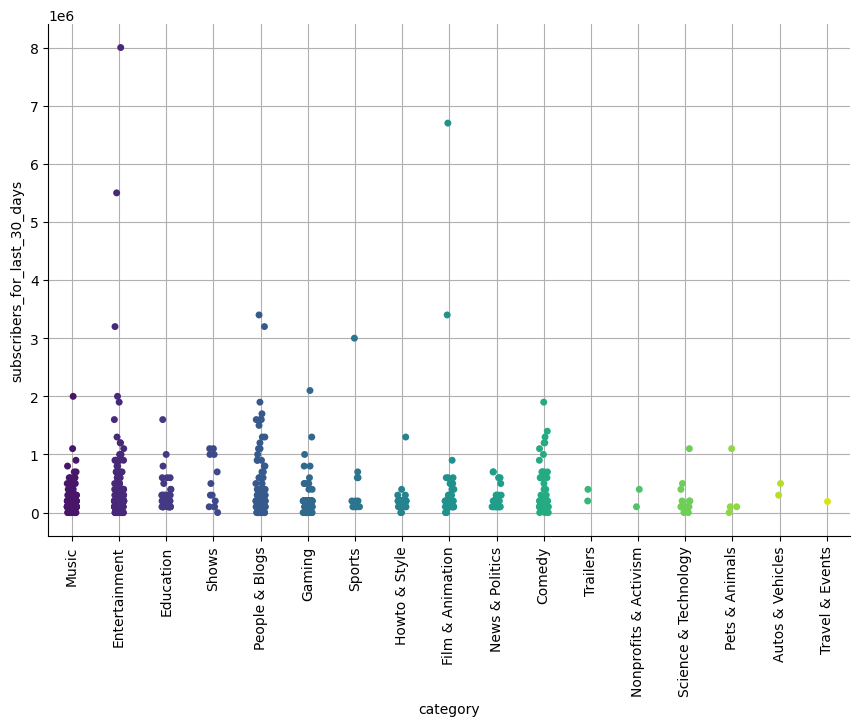 1e6
8
7
6
5
4
3
2
1
0
subscribers_for_last_30_days
Music
Entertainment
Education
Shows
People & Blogs
Gaming
Sports
Howto & Style
Film & Animation
News & Politics
Comedy
Trailers
Nonprofits & Activism
Science & Technology
Pets & Animals
Autos & Vehicles
Travel & Events
category